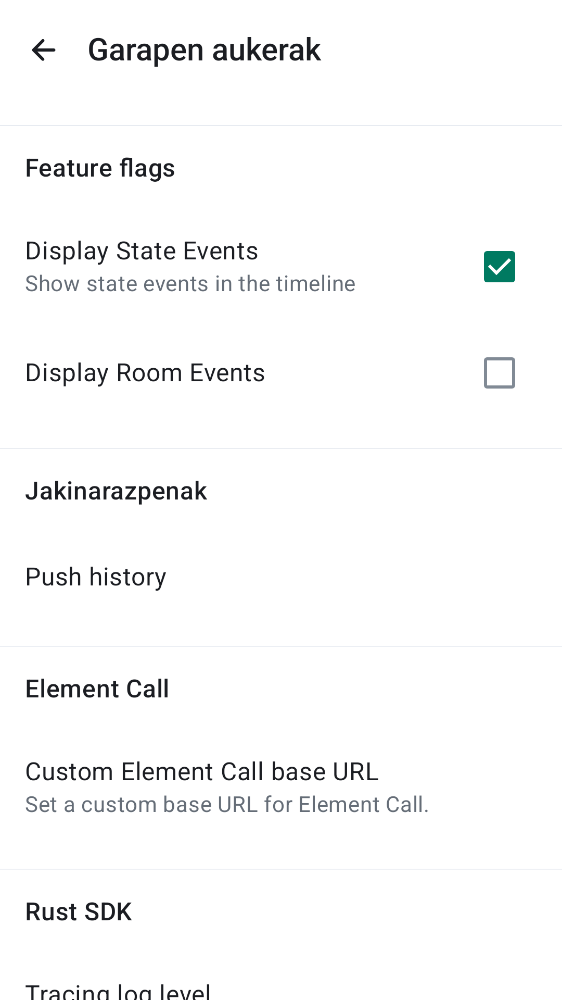 Garapen aukerak
Feature flags
Display State Events
Show state events in the timeline
Display Room Events
Jakinarazpenak
Push history
Element Call
Custom Element Call base URL
Set a custom base URL for Element Call.
Rust SDK
Tracing log level